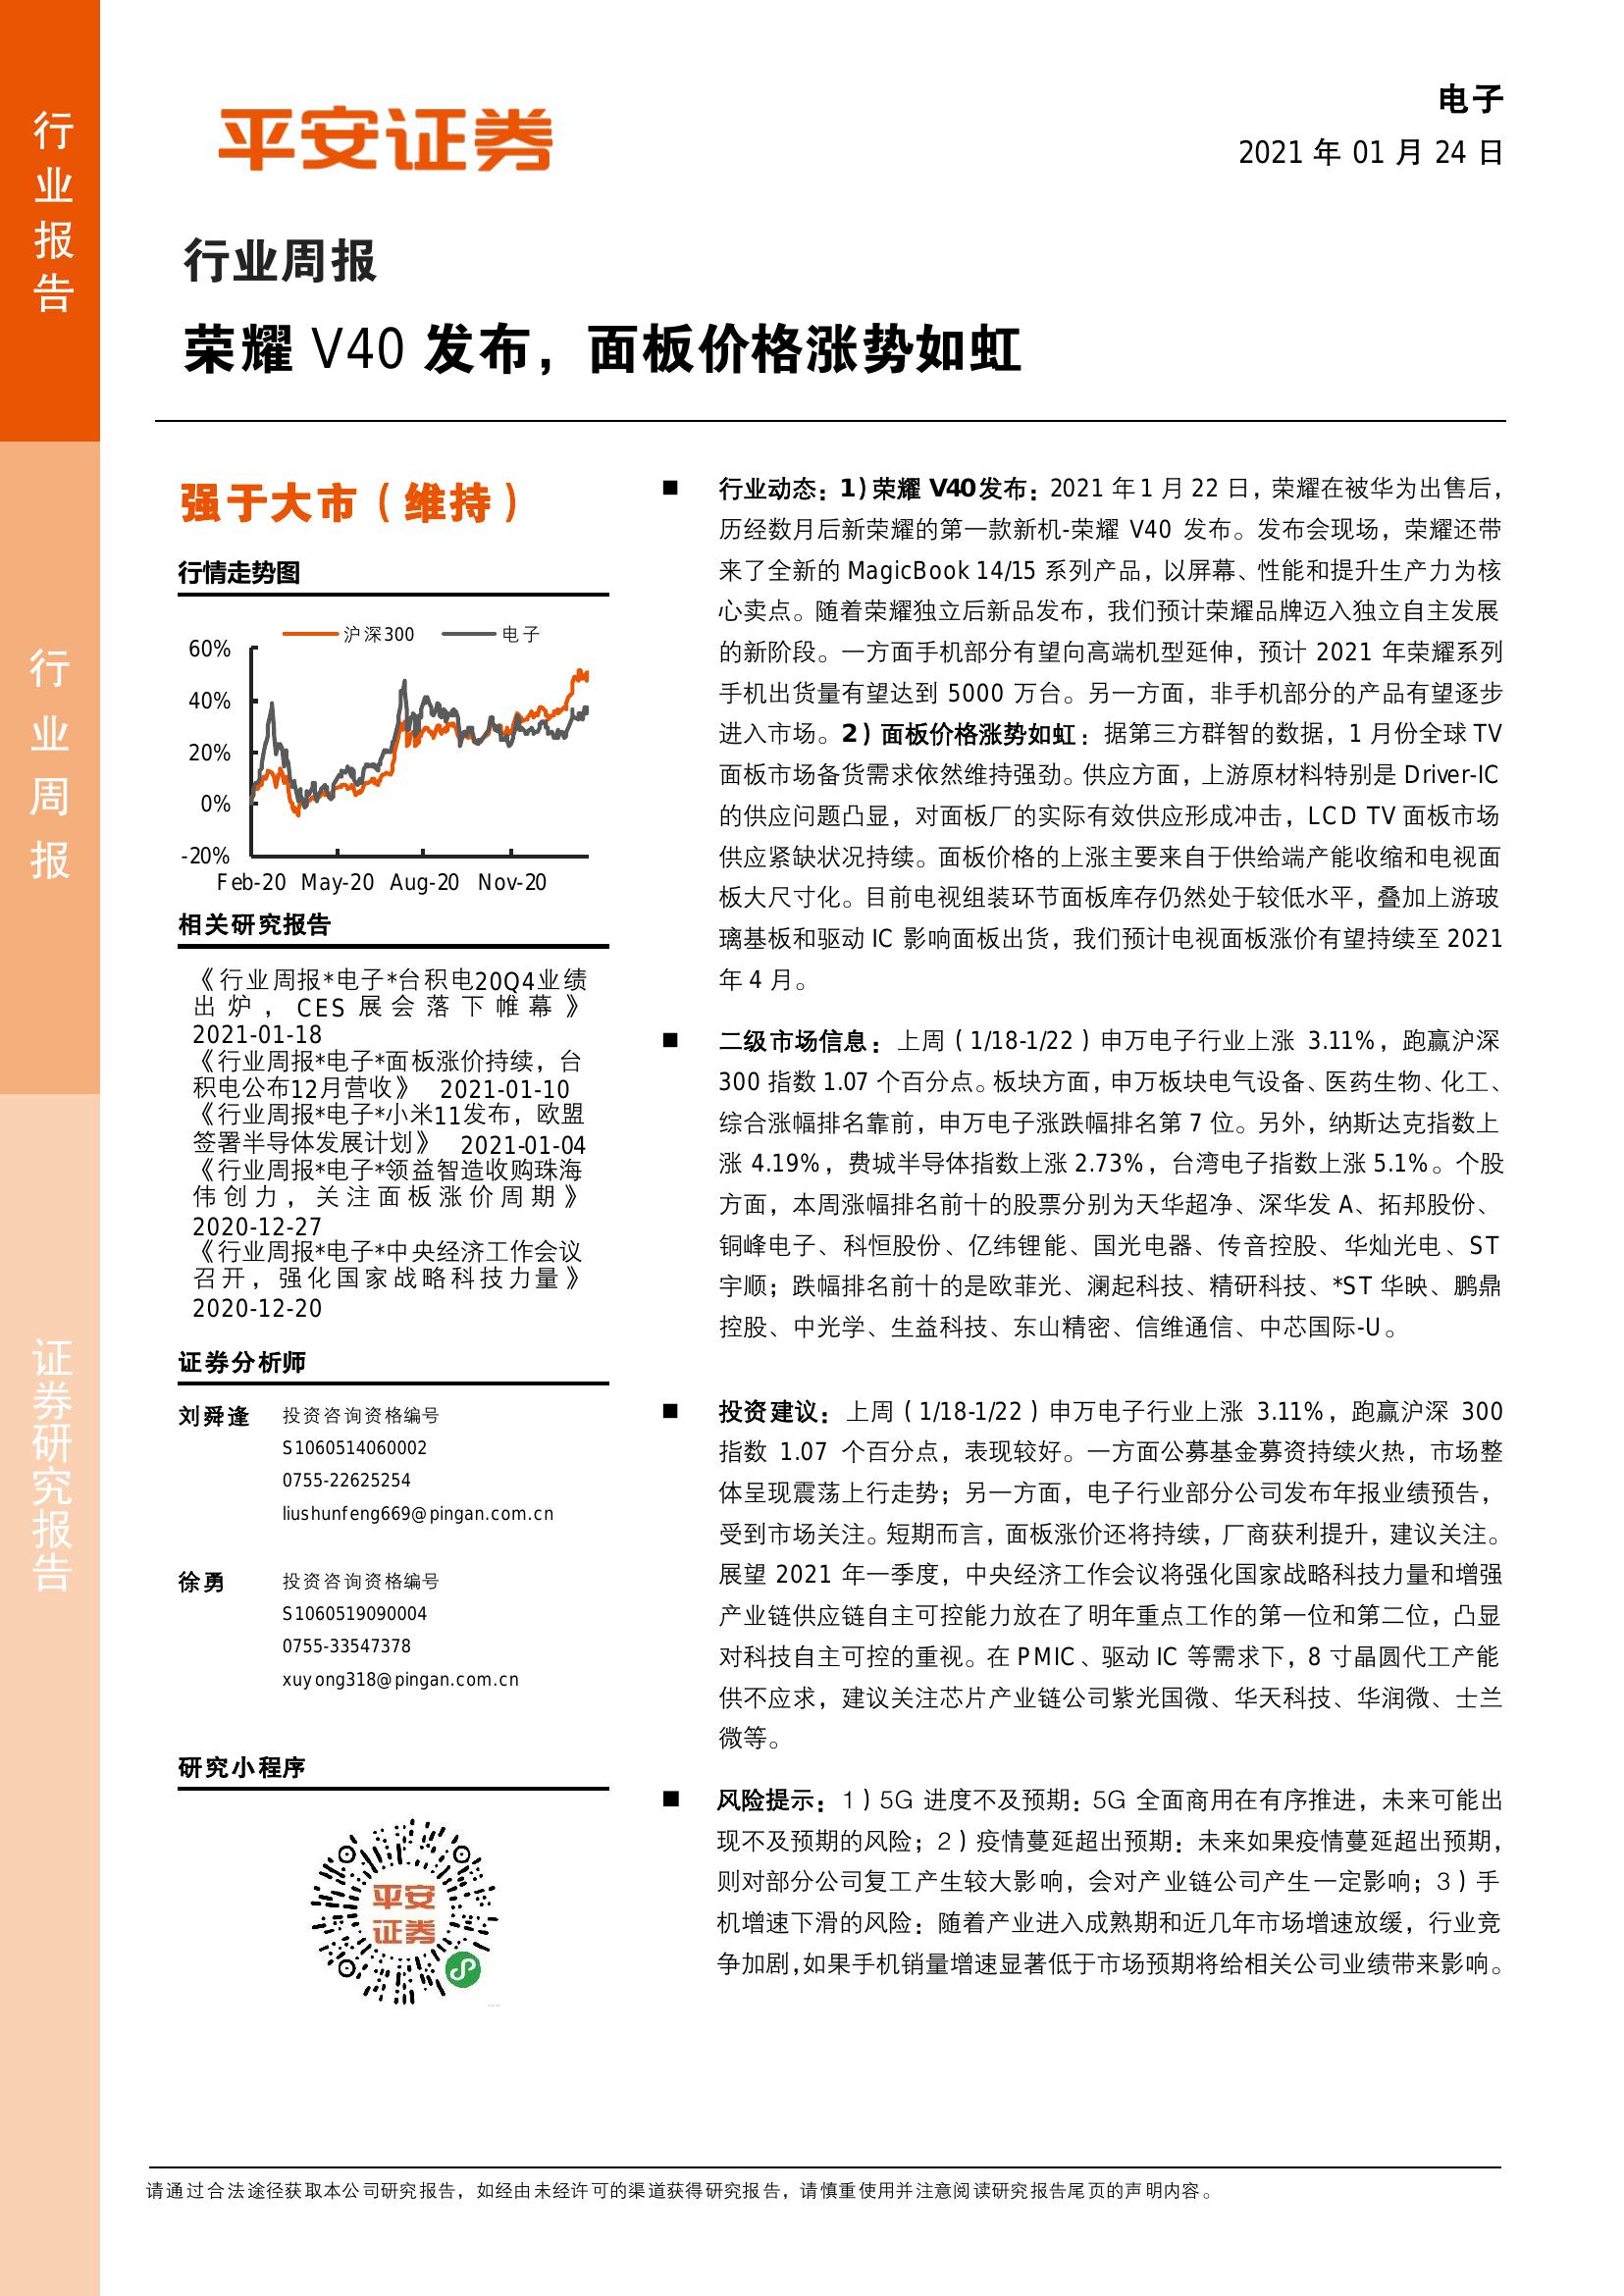 行业报告
行业周报
证券研究报告
平安证券
电子
2021 年 01 月 24 日
行业周报
荣耀 V40 发布，面板价格涨势如虹
强于大市（维持）
行情走势图
沪深300 电子
60%
40%
20%
0%
-20%
Feb-20 May-20 Aug-20 Nov-20
相关研究报告
《行业周报*电子*台积电20Q4业绩
出炉，CES展会落下帷幕》
2021-01-18
《行业周报*电子*面板涨价持续，台
积电公布12月营收》 2021-01-10
《行业周报*电子*小米11发布，欧盟
签署半导体发展计划》 2021-01-04
《行业周报*电子*领益智造收购珠海
伟创力，关注面板涨价周期》
2020-12-27
《行业周报*电子*中央经济工作会议
召开，强化国家战略科技力量》
2020-12-20
证券分析师
刘舜逢 投资咨询资格编号
S1060514060002
0755-22625254
liushunfeng669@pingan.com.cn
徐勇 投资咨询资格编号
S1060519090004
0755-33547378
xuyong318@pingan.com.cn
研究小程序
平安
证券
■ 行业动态：1）荣耀 V40发布：2021 年 1 月 22 日，荣耀在被华为出售后，
历经数月后新荣耀的第一款新机-荣耀 V40 发布。发布会现场，荣耀还带
来了全新的 MagicBook 14/15 系列产品，以屏幕、性能和提升生产力为核
心卖点。随着荣耀独立后新品发布，我们预计荣耀品牌迈入独立自主发展
的新阶段。一方面手机部分有望向高端机型延伸，预计 2021 年荣耀系列
手机出货量有望达到 5000 万台。另一方面，非手机部分的产品有望逐步
进入市场。2）面板价格涨势如虹：据第三方群智的数据，1 月份全球 TV
面板市场备货需求依然维持强劲。供应方面，上游原材料特别是 Driver-IC
的供应问题凸显，对面板厂的实际有效供应形成冲击，LCD TV 面板市场
供应紧缺状况持续。面板价格的上涨主要来自于供给端产能收缩和电视面
板大尺寸化。目前电视组装环节面板库存仍然处于较低水平，叠加上游玻
璃基板和驱动 IC 影响面板出货，我们预计电视面板涨价有望持续至 2021
年 4 月。
■ 二级市场信息：上周（1/18-1/22）申万电子行业上涨 3.11%，跑赢沪深
300 指数 1.07 个百分点。板块方面，申万板块电气设备、医药生物、化工、
综合涨幅排名靠前，申万电子涨跌幅排名第 7 位。另外，纳斯达克指数上
涨 4.19%，费城半导体指数上涨 2.73%，台湾电子指数上涨 5.1%。个股
方面，本周涨幅排名前十的股票分别为天华超净、深华发 A、拓邦股份、
铜峰电子、科恒股份、亿纬锂能、国光电器、传音控股、华灿光电、ST
宇顺；跌幅排名前十的是欧菲光、澜起科技、精研科技、*ST 华映、鹏鼎
控股、中光学、生益科技、东山精密、信维通信、中芯国际-U。
■ 投资建议：上周（1/18-1/22）申万电子行业上涨 3.11%，跑赢沪深 300
指数 1.07 个百分点，表现较好。一方面公募基金募资持续火热，市场整
体呈现震荡上行走势；另一方面，电子行业部分公司发布年报业绩预告，
受到市场关注。短期而言，面板涨价还将持续，厂商获利提升，建议关注。
展望 2021 年一季度，中央经济工作会议将强化国家战略科技力量和增强
产业链供应链自主可控能力放在了明年重点工作的第一位和第二位，凸显
对科技自主可控的重视。在 PMIC、驱动 IC 等需求下，8 寸晶圆代工产能
供不应求，建议关注芯片产业链公司紫光国微、华天科技、华润微、士兰
微等。
■ 风险提示：1）5G 进度不及预期：5G 全面商用在有序推进，未来可能出
现不及预期的风险；2）疫情蔓延超出预期：未来如果疫情蔓延超出预期，
则对部分公司复工产生较大影响，会对产业链公司产生一定影响；3）手
机增速下滑的风险：随着产业进入成熟期和近几年市场增速放缓，行业竞
争加剧，如果手机销量增速显著低于市场预期将给相关公司业绩带来影响。
请通过合法途径获取本公司研究报告，如经由未经许可的渠道获得研究报告，请慎重使用并注意阅读研究报告尾页的声明内容。